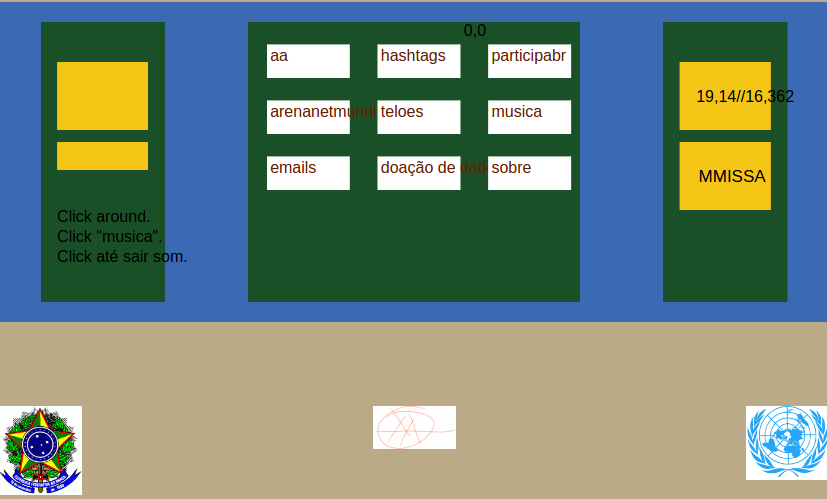 0,0
aa
hashtags
participabr
arenanetmundi
teloes
musica
emails
doação de dad
sobre
19,14//16,362
MMISSA
Click around.
Click "musica".
Click até sair som.